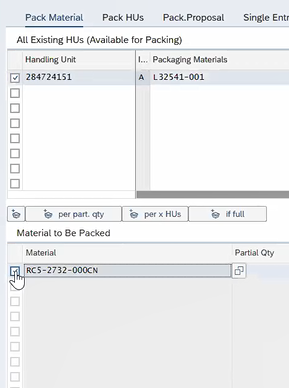 Pack Material Pack HUs Pack.Proposal Single Entr
All Existing HUs (Available for Packing)
Handling Unit I... Packaging Materials
284724151 A L32541-001
per part. qty per x HUs if full
Material to Be Packed
Material Partial Qty
RC5-2732-000CN